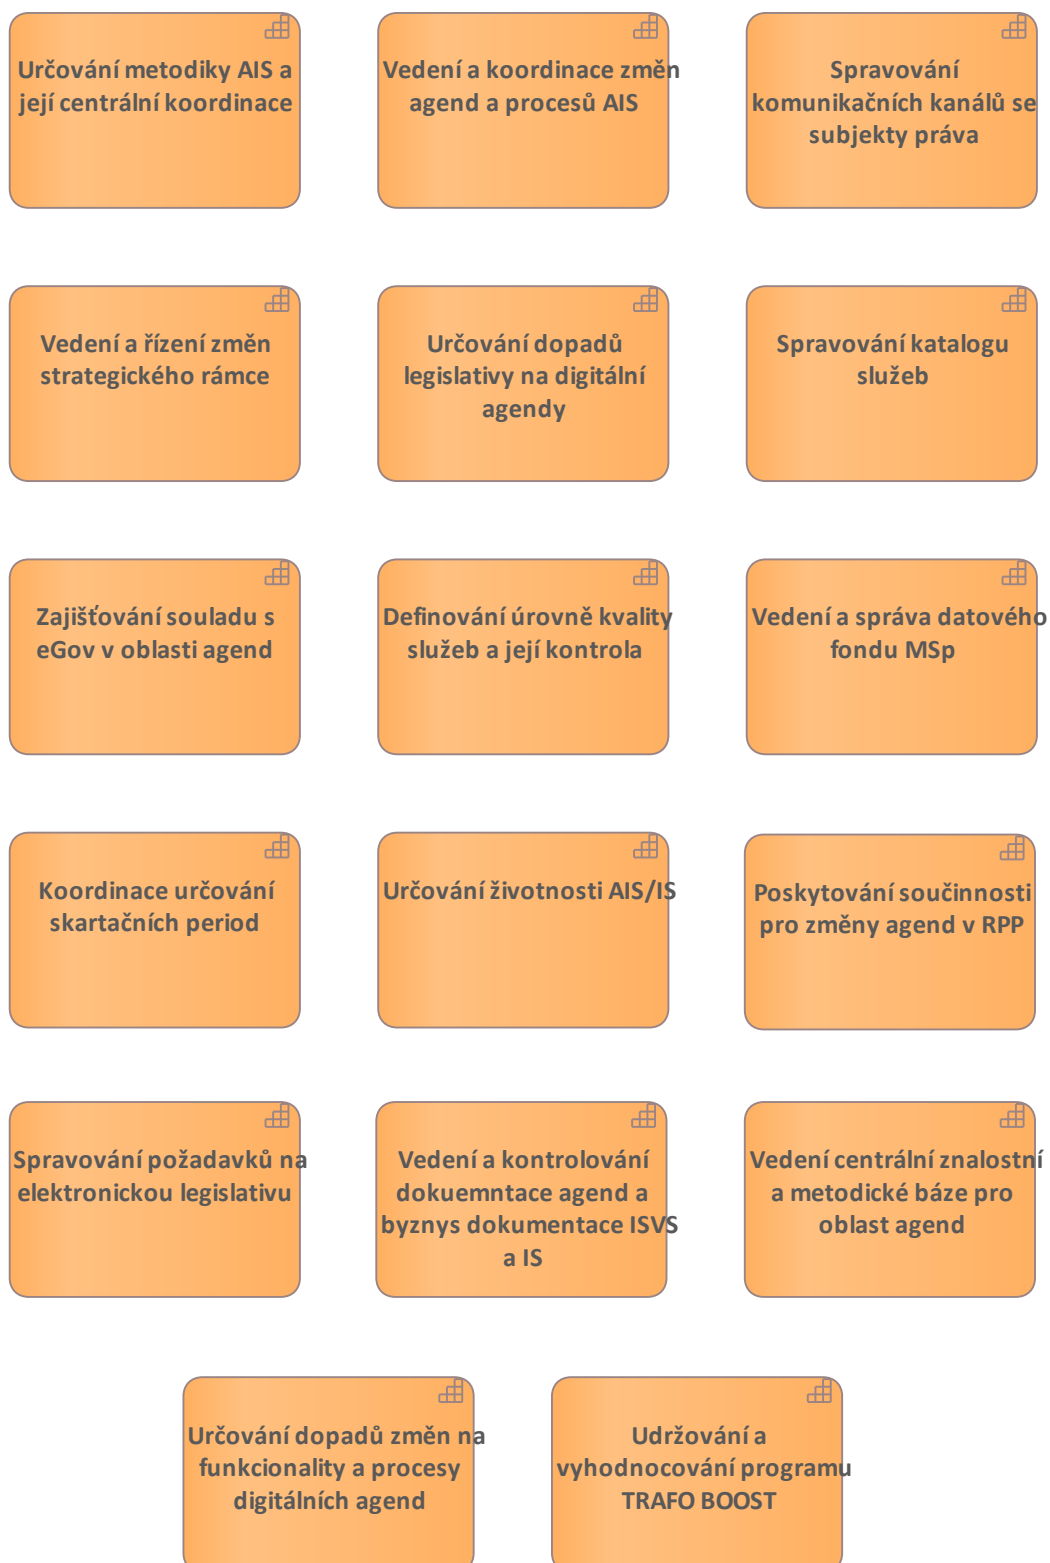 Určování metodiky AIS a
její centrální koordinace
Vedení a koordinace změn
agend a procesů AIS
Spravování
komunikačních kanálů se
subjekty práva
Vedení a řízení změn
strategického rámce
Určování dopadů
legislativy na digitální
agendy
Spravování katalogu
služeb
Zajišťování souladu s
eGov v oblasti agend
Definování úrovně kvality
služeb a její kontrola
Vedení a správa datového
fondu MSp
Koordinace určování
skartačních period
Určování životnosti AIS/IS
Poskytování součinnosti
pro změny agend v RPP
Spravování požadavků na
elektronickou legislativu
Vedení a kontrolování
dokuemntace agend a
byznys dokumentace ISVS
a IS
Vedení centrální znalostní
a metodické báze pro
oblast agend
Určování dopadů změn na
funkcionality a procesy
digitálních agend
Udržování a
vyhodnocování programu
TRAFO BOOST